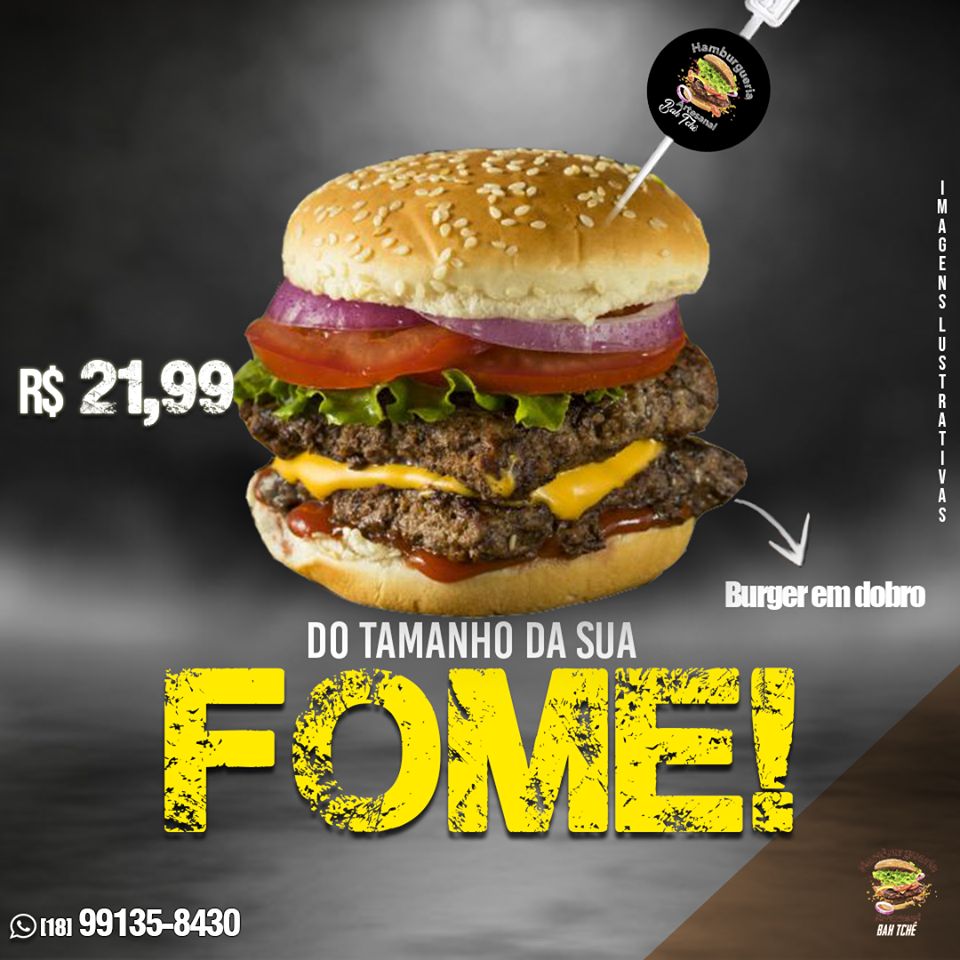 Hamburgueria
Artesanal
Bah Tchê
IMAGENS LUSTRATIVAS
R$ 21,99
Burger em dobro
DO TAMANHO DA SUA
FOME!
[18] 99135-8430
BAH TCHÊ